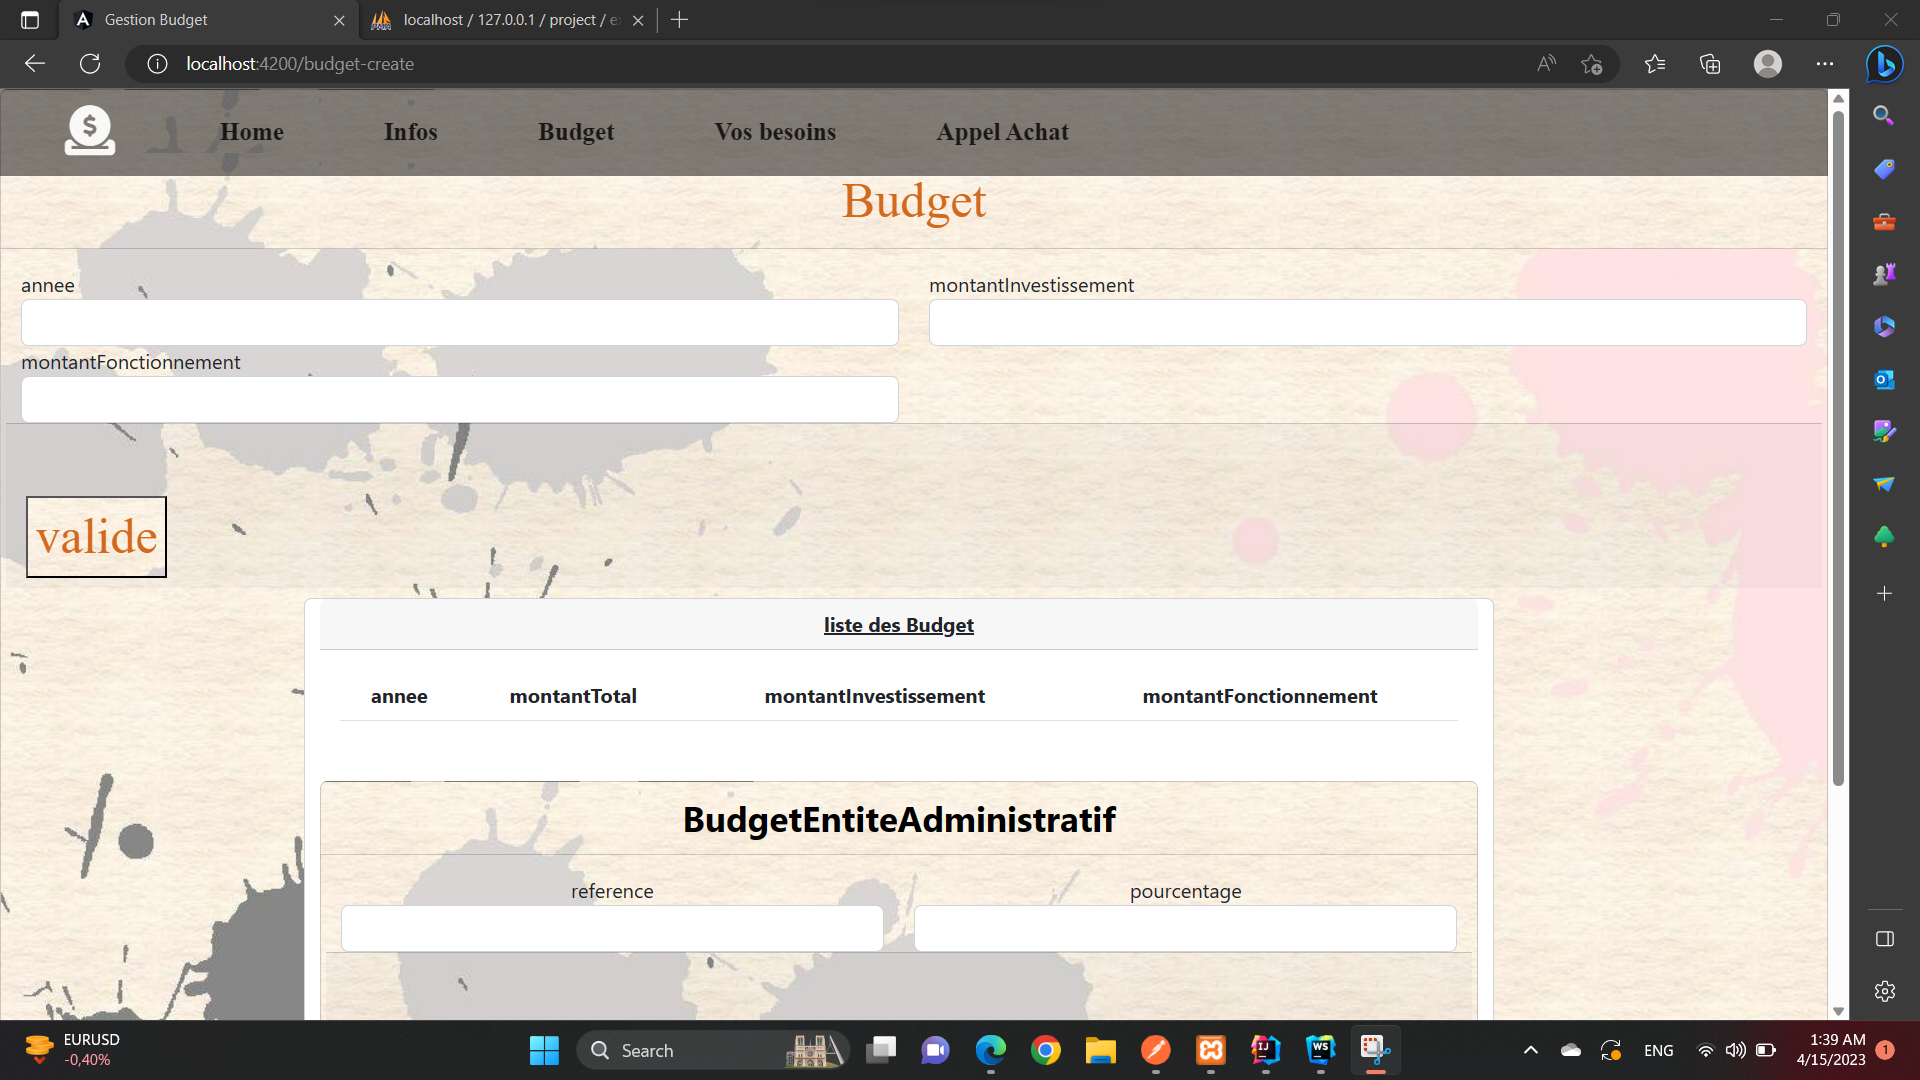 Gestion Budget
localhost / 127.0.0.1 / project / e
localhost:4200/budget-create
Home Infos Budget Vos besoins Appel Achat
Budget
annee montantInvestissement
montantFonctionnement
valide
liste des Budget
annee montantTotal montantInvestissement montantFonctionnement
BudgetEntiteAdministratif
reference pourcentage
EURUSD
-0,40%
Search
ENG
1:39 AM
4/15/2023
1